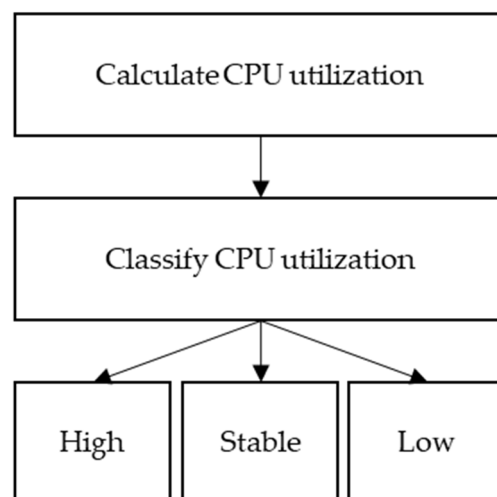 Calculate CPU utilization
Classify CPU utilization
High Stable Low